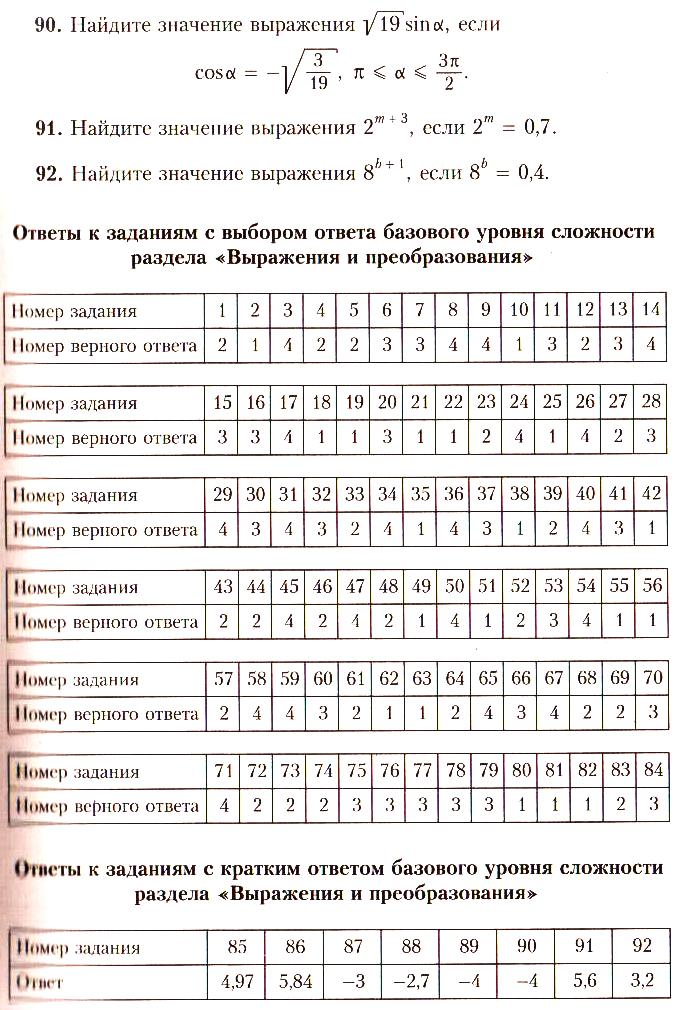 90. Найдите значение выражения √19 sin α, если
cos α = −√(3/19), π ⩽ α ⩽ 3π/2.
91. Найдите значение выражения 2^(m + 3), если 2^m = 0,7.
92. Найдите значение выражения 8^(b + 1), если 8^b = 0,4.
Ответы к заданиям с выбором ответа базового уровня сложности
раздела «Выражения и преобразования»
Номер задания 1 2 3 4 5 6 7 8 9 10 11 12 13 14
Номер верного ответа 2 1 4 2 2 3 3 4 4 1 3 2 3 4
Номер задания 15 16 17 18 19 20 21 22 23 24 25 26 27 28
Номер верного ответа 3 3 4 1 1 3 1 1 2 4 1 4 2 3
Номер задания 29 30 31 32 33 34 35 36 37 38 39 40 41 42
Номер верного ответа 4 3 4 3 2 4 1 4 3 1 2 4 3 1
Номер задания 43 44 45 46 47 48 49 50 51 52 53 54 55 56
Номер верного ответа 2 2 4 2 4 2 1 4 1 2 3 4 1 1
Номер задания 57 58 59 60 61 62 63 64 65 66 67 68 69 70
Номер верного ответа 2 4 4 3 2 1 1 2 4 3 4 2 2 3
Номер задания 71 72 73 74 75 76 77 78 79 80 81 82 83 84
Номер верного ответа 4 2 2 2 3 3 3 3 3 1 1 1 2 3
Ответы к заданиям с кратким ответом базового уровня сложности
раздела «Выражения и преобразования»
Номер задания 85 86 87 88 89 90 91 92
Ответ 4,97 5,84 −3 −2,7 −4 −4 5,6 3,2